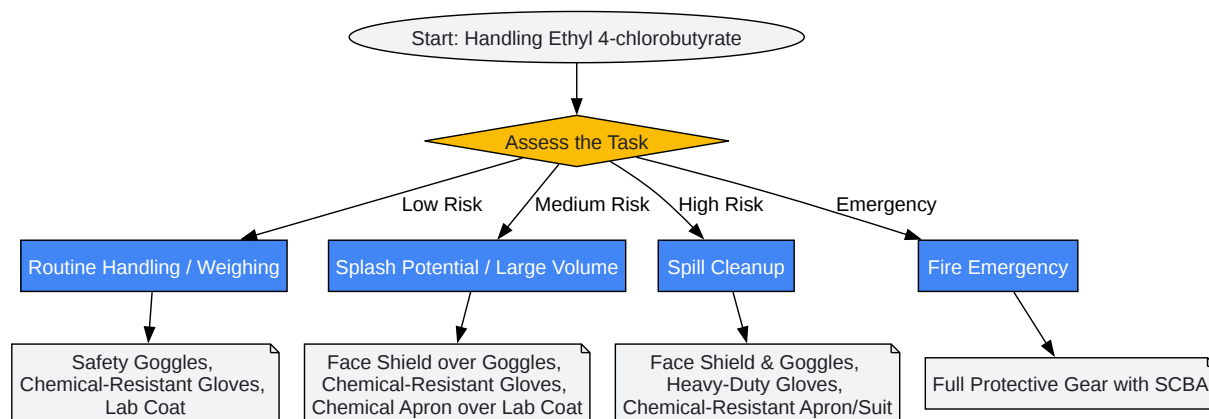 Start: Handling Ethyl 4-chlorobutyrate
Assess the Task
Low Risk
Medium Risk
High Risk
Emergency
Routine Handling / Weighing
Splash Potential / Large Volume
Spill Cleanup
Fire Emergency
Safety Goggles,
Chemical-Resistant Gloves,
Lab Coat
Face Shield over Goggles,
Chemical-Resistant Gloves,
Chemical Apron over Lab Coat
Face Shield & Goggles,
Heavy-Duty Gloves,
Chemical-Resistant Apron/Suit
Full Protective Gear with SCBA